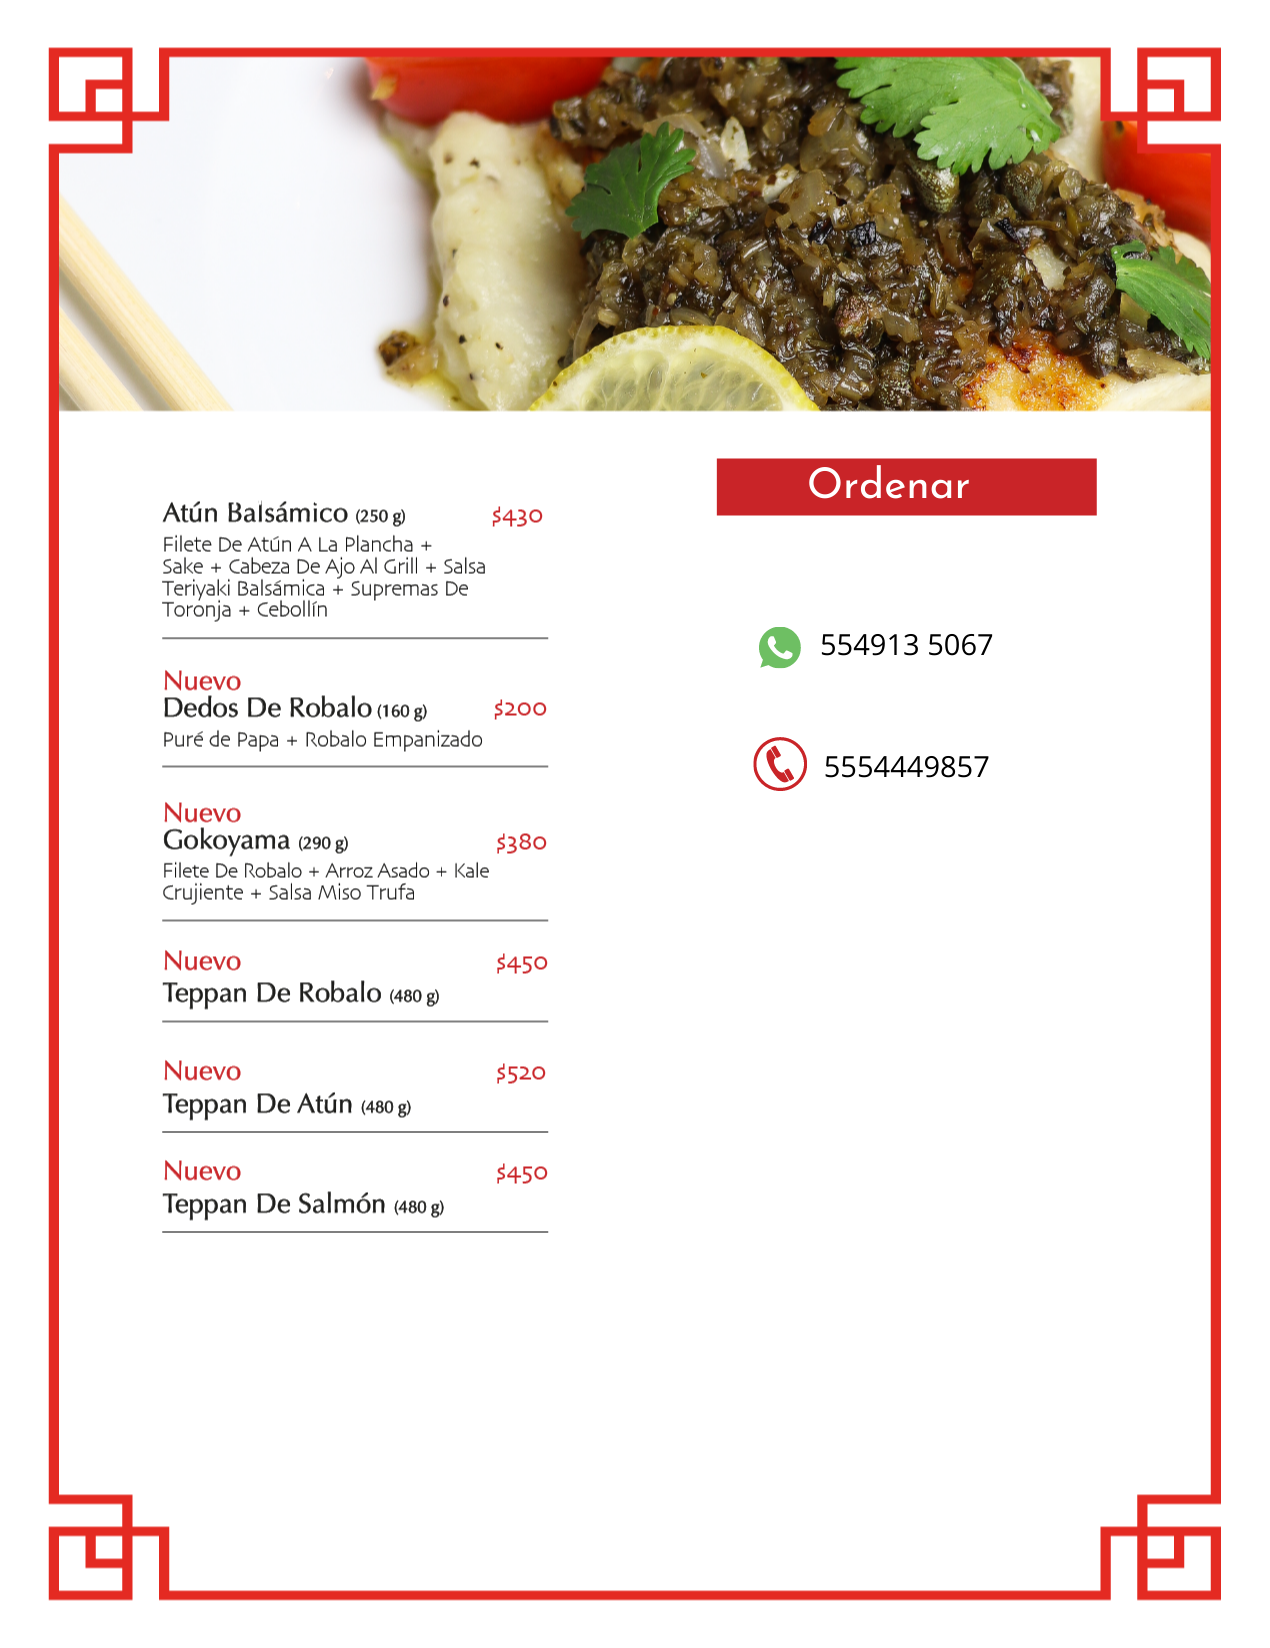 Atún Balsámico (250 g) $430
Filete De Atún A La Plancha +
Sake + Cabeza De Ajo Al Grill + Salsa
Teriyaki Balsámica + Supremas De
Toronja + Cebollín
Nuevo
Dedos De Robalo (160 g) $200
Puré de Papa + Robalo Empanizado
Nuevo
Gokoyama (290 g) $380
Filete De Robalo + Arroz Asado + Kale
Crujiente + Salsa Miso Trufa
Nuevo $450
Teppan De Robalo (480 g)
Nuevo $520
Teppan De Atún (480 g)
Nuevo $450
Teppan De Salmón (480 g)
Ordenar
554913 5067
5554449857